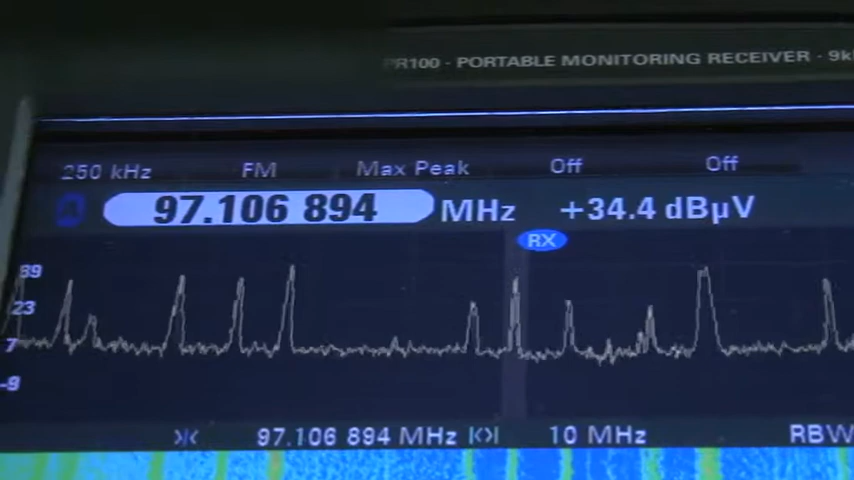 PR100 - PORTABLE MONITORING RECEIVER - 9k
250 kHz FM Max Peak Off Off
A 97.106 894 MHz +34.4 dBµV
RX
39
23
7
-9
97.106 894 MHz 10 MHz RBW